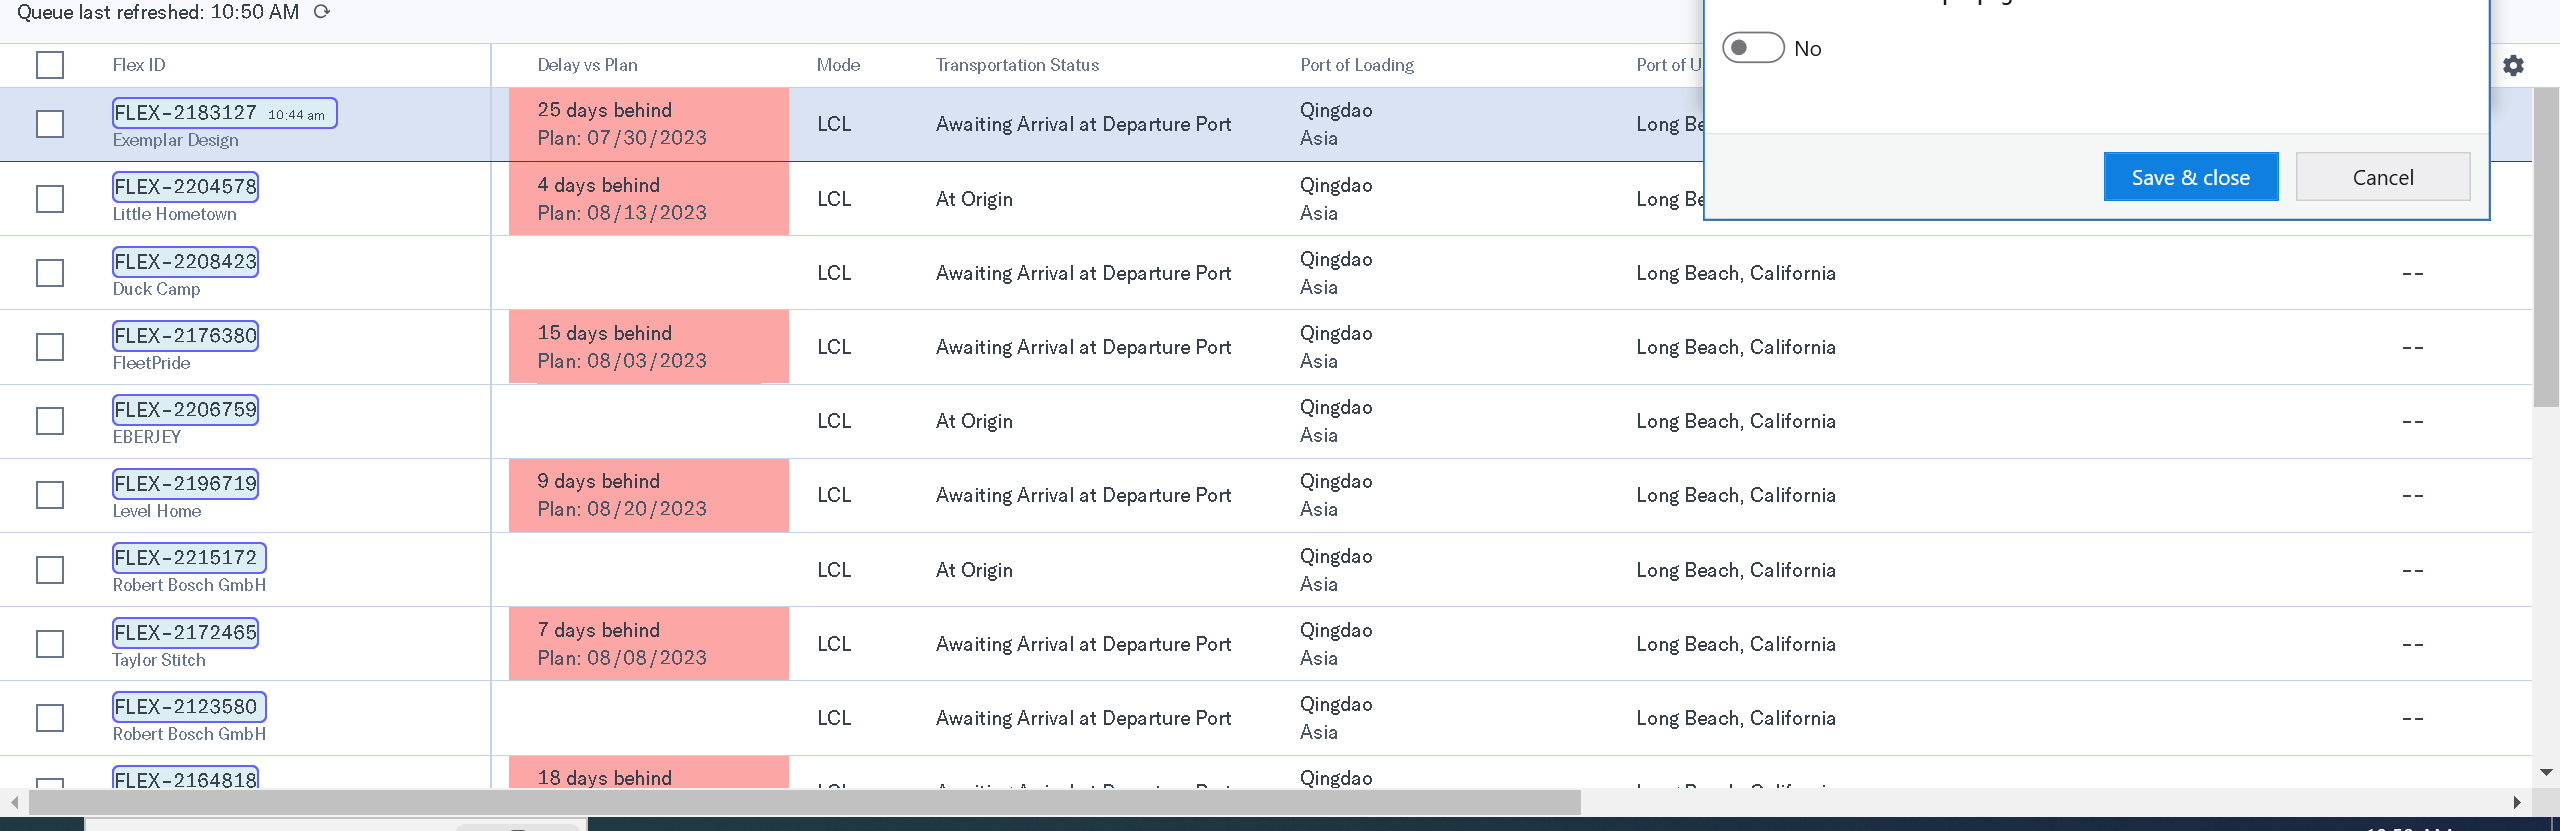 Queue last refreshed: 10:50 AM
No
Save & close Cancel
Flex ID Delay vs Plan Mode Transportation Status Port of Loading Port of U
FLEX-2183127 10:44 am
Exemplar Design
25 days behind
Plan: 07/30/2023
LCL
Awaiting Arrival at Departure Port
Qingdao
Asia
Long Be
FLEX-2204578
Little Hometown
4 days behind
Plan: 08/13/2023
LCL
At Origin
Qingdao
Asia
Long Be
FLEX-2208423
Duck Camp
LCL
Awaiting Arrival at Departure Port
Qingdao
Asia
Long Beach, California
--
FLEX-2176380
FleetPride
15 days behind
Plan: 08/03/2023
LCL
Awaiting Arrival at Departure Port
Qingdao
Asia
Long Beach, California
--
FLEX-2206759
EBERJEY
LCL
At Origin
Qingdao
Asia
Long Beach, California
--
FLEX-2196719
Level Home
9 days behind
Plan: 08/20/2023
LCL
Awaiting Arrival at Departure Port
Qingdao
Asia
Long Beach, California
--
FLEX-2215172
Robert Bosch GmbH
LCL
At Origin
Qingdao
Asia
Long Beach, California
--
FLEX-2172465
Taylor Stitch
7 days behind
Plan: 08/08/2023
LCL
Awaiting Arrival at Departure Port
Qingdao
Asia
Long Beach, California
--
FLEX-2123580
Robert Bosch GmbH
LCL
Awaiting Arrival at Departure Port
Qingdao
Asia
Long Beach, California
--
FLEX-2164818
18 days behind
Qingdao